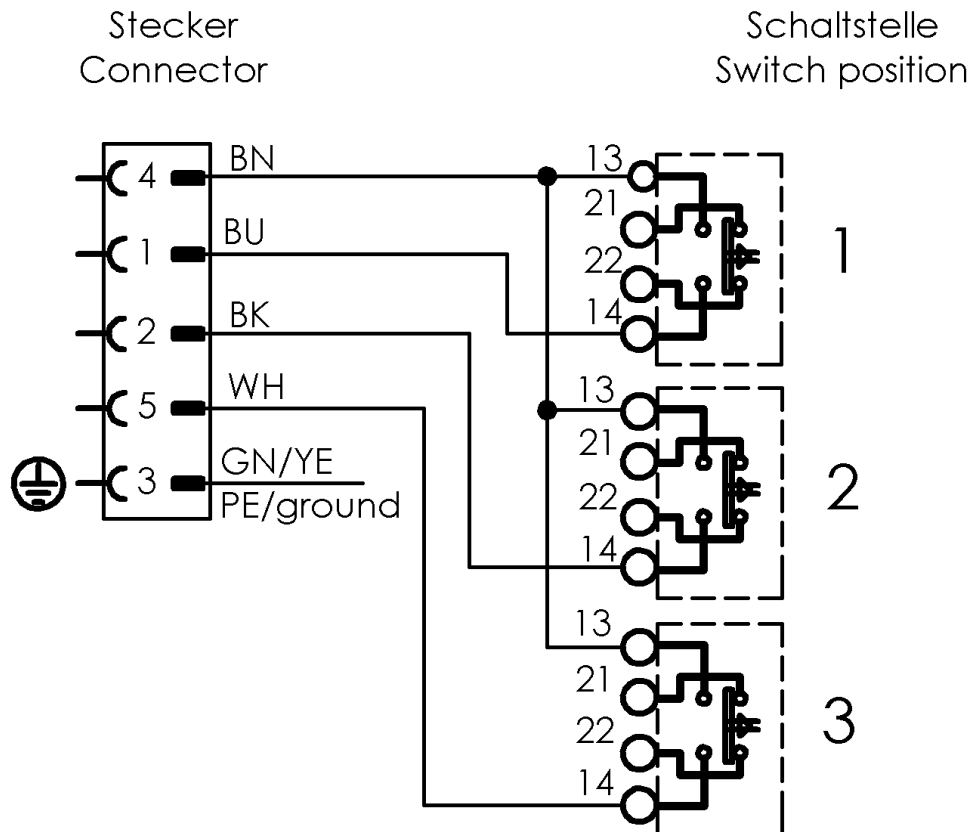 Stecker
Connector
Schaltstelle
Switch position
4 BN
1 BU
2 BK
5 WH
3 GN/YE
PE/ground
13
21
22
14
1
13
21
22
14
2
13
21
22
14
3